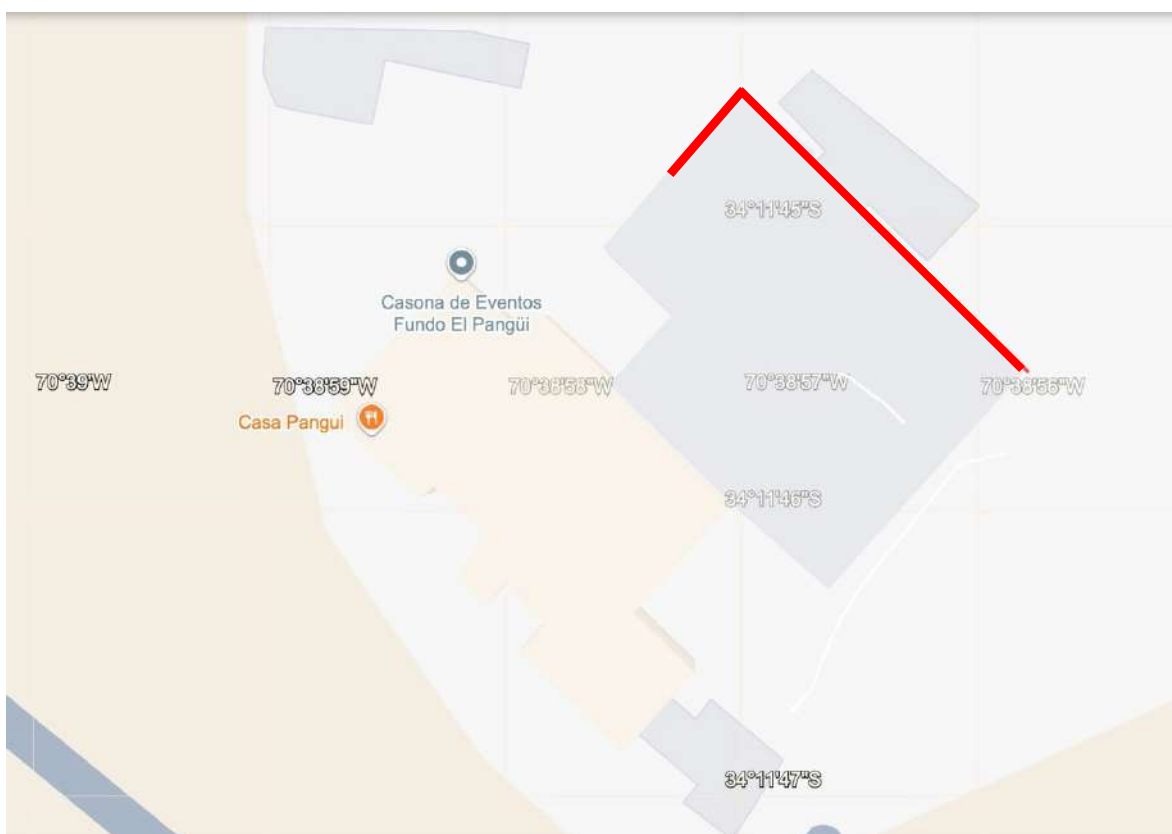 34°11'45"S
Casona de Eventos
Fundo El Pangüi
70°39'W
70°38'59"W
70°38'58"W
70°38'57"W
70°38'56"W
Casa Pangui
34°11'46"S
34°11'47"S